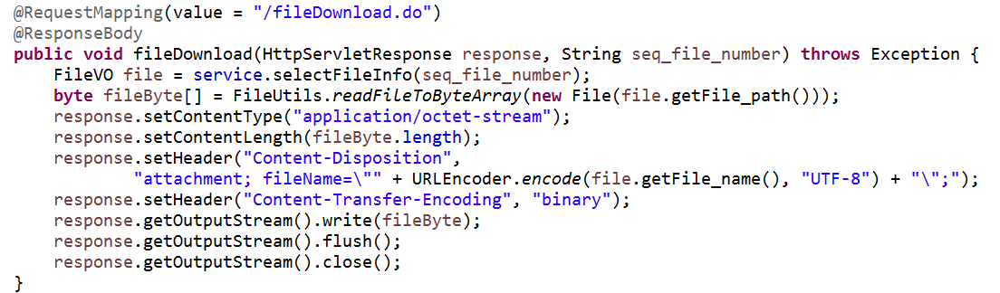 @RequestMapping(value = "/fileDownload.do")
@ResponseBody
public void fileDownload(HttpServletResponse response, String seq_file_number) throws Exception {
    FileVO file = service.selectFileInfo(seq_file_number);
    byte fileByte[] = FileUtils.readFileToByteArray(new File(file.getFile_path()));
    response.setContentType("application/octet-stream");
    response.setContentLength(fileByte.length);
    response.setHeader("Content-Disposition",
            "attachment; fileName=\"" + URLEncoder.encode(file.getFile_name(), "UTF-8") + "\";");
    response.setHeader("Content-Transfer-Encoding", "binary");
    response.getOutputStream().write(fileByte);
    response.getOutputStream().flush();
    response.getOutputStream().close();
}